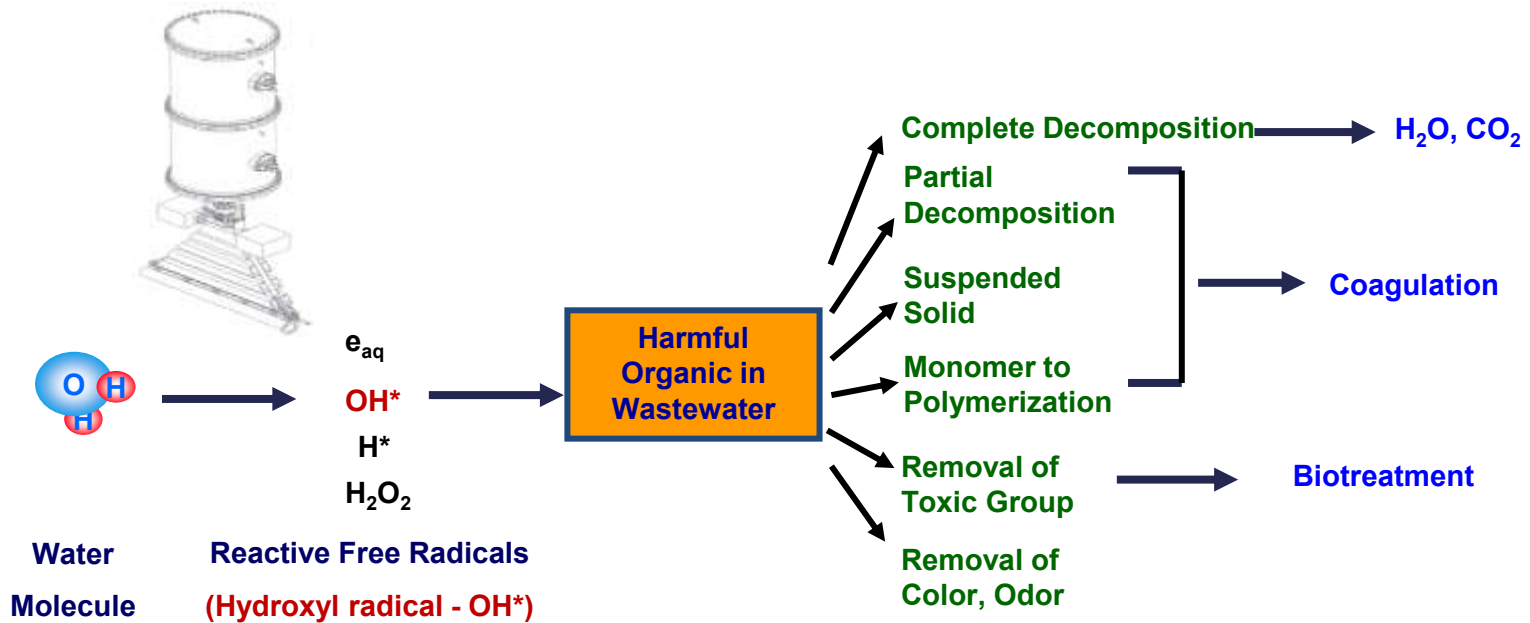 O
H
H
Water
Molecule
e_aq
OH*
H*
H₂O₂
Reactive Free Radicals
(Hydroxyl radical - OH*)
Harmful
Organic in
Wastewater
Complete Decomposition
H₂O, CO₂
Partial
Decomposition
Suspended
Solid
Monomer to
Polymerization
Coagulation
Removal of
Toxic Group
Biotreatment
Removal of
Color, Odor